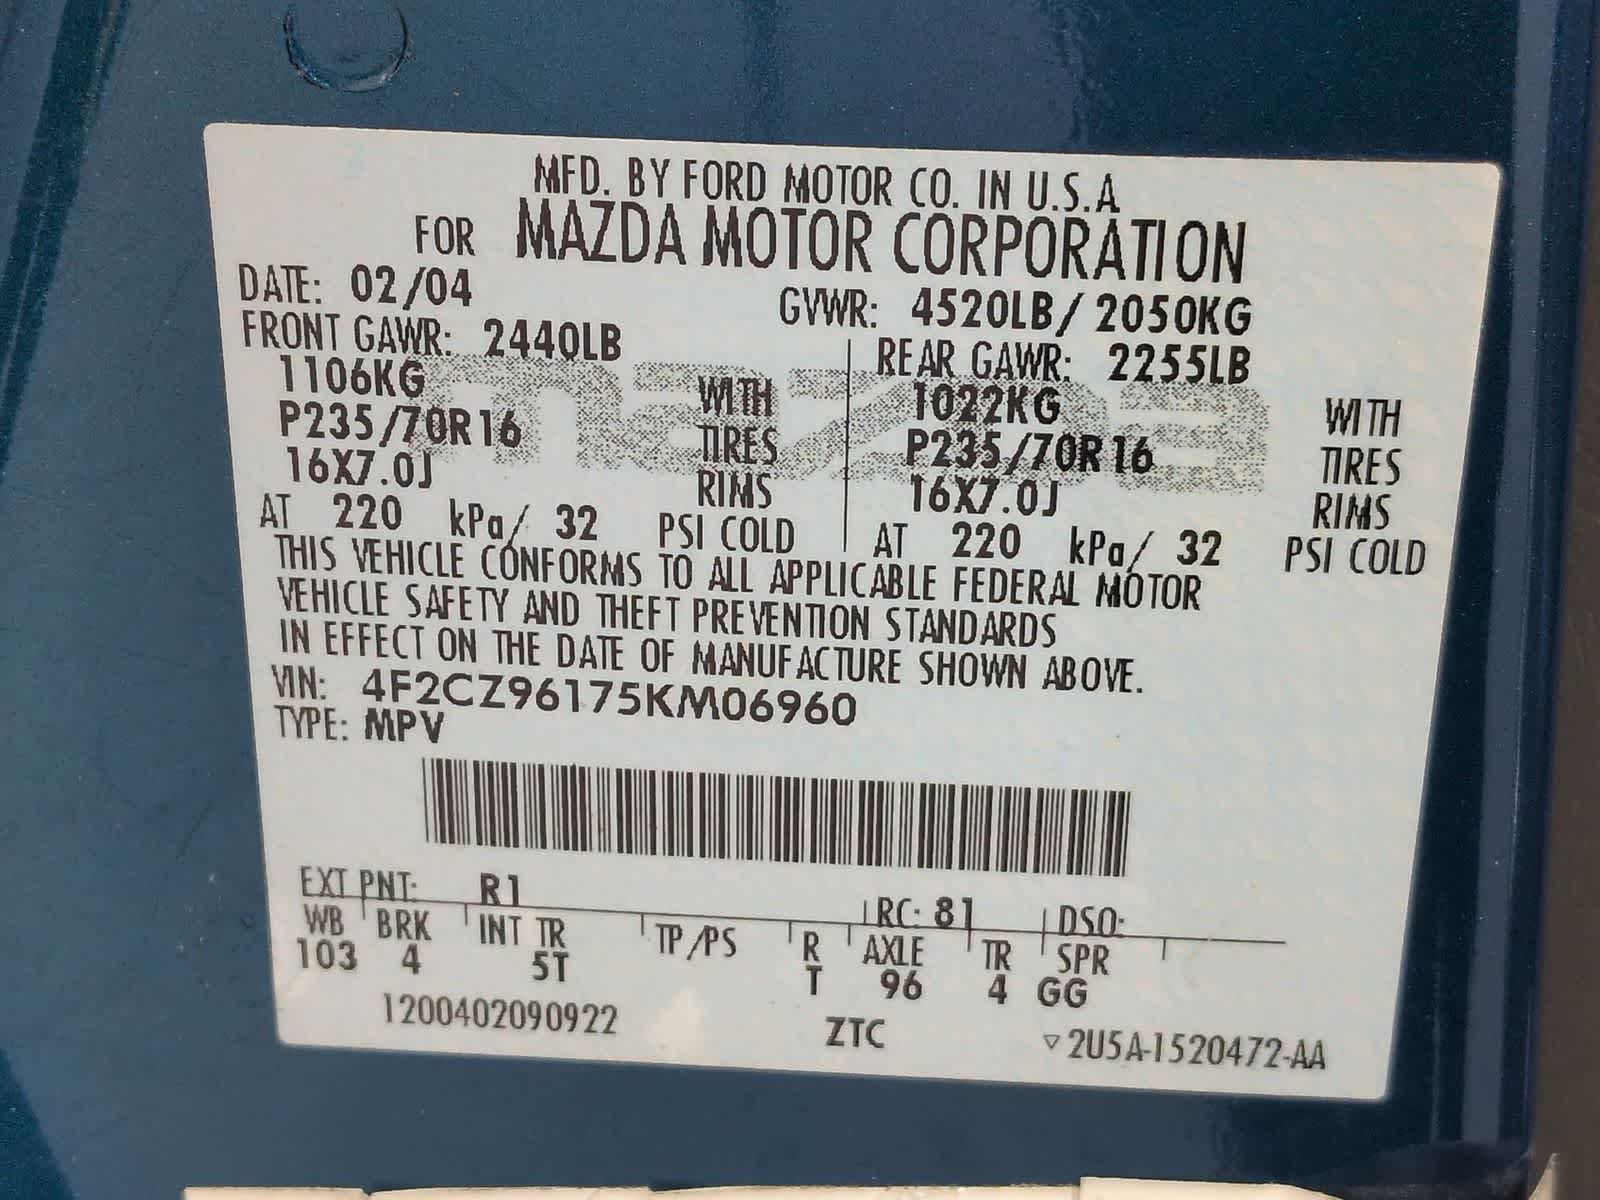 MFD. BY FORD MOTOR CO. IN U.S.A
FOR MAZDA MOTOR CORPORATION
DATE: 02/04 GVWR: 4520LB/ 2050KG
FRONT GAWR: 2440LB REAR GAWR: 2255LB
1106KG WITH 1022KG WITH
P235/70R16 TIRES P235/70R16 TIRES
16X7.0J RIMS 16X7.0J RIMS
AT 220 kPa/ 32 PSI COLD AT 220 kPa/ 32 PSI COLD
mazda
THIS VEHICLE CONFORMS TO ALL APPLICABLE FEDERAL MOTOR
VEHICLE SAFETY AND THEFT PREVENTION STANDARDS
IN EFFECT ON THE DATE OF MANUFACTURE SHOWN ABOVE.
VIN: 4F2CZ96175KM06960
TYPE: MPV
EXT PNT: R1 RC: 81 DSO:
WB BRK INT TR TP/PS R AXLE TR SPR
103 4 5T T 96 4 GG
1200402090922 ZTC ▽2U5A-1520472-AA